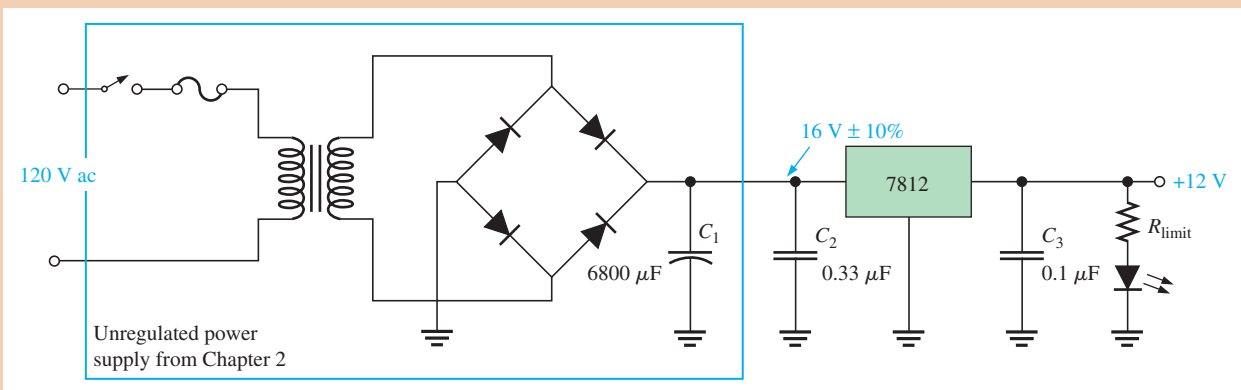 16 V ± 10%
120 V ac
7812
+12 V
C1
6800 μF
C2
0.33 μF
C3
0.1 μF
Rlimit
Unregulated power
supply from Chapter 2